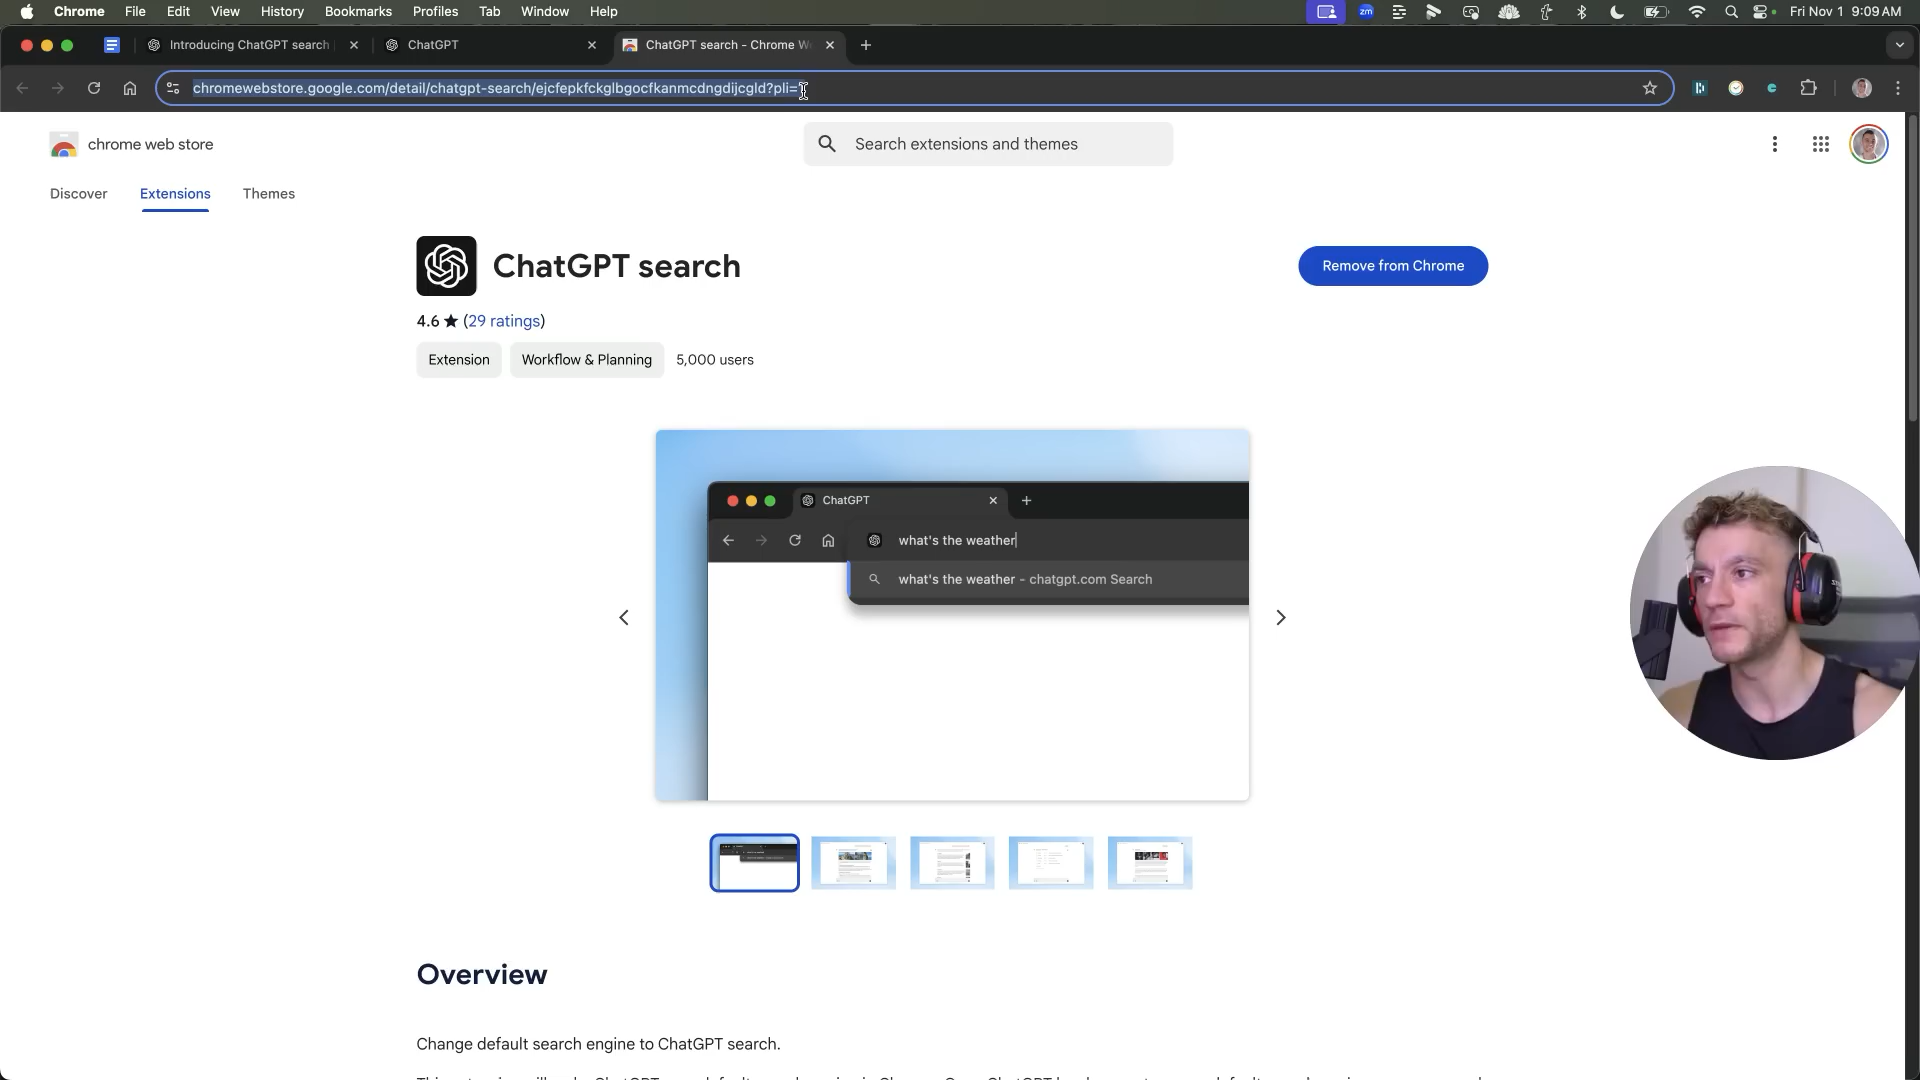 Chrome File Edit View History Bookmarks Profiles Tab Window Help
zm
Fri Nov 1 9:09 AM
Introducing ChatGPT search
ChatGPT
ChatGPT search - Chrome W
chromewebstore.google.com/detail/chatgpt-search/ejcfepkfckglbgocfkanmcdngdijcgld?pli=
chrome web store
Search extensions and themes
Discover Extensions Themes
ChatGPT search
Remove from Chrome
4.6 ★ (29 ratings)
Extension Workflow & Planning 5,000 users
ChatGPT
what's the weather
what's the weather - chatgpt.com Search
Overview
Change default search engine to ChatGPT search.